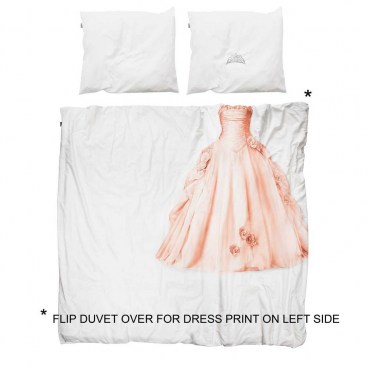 *
* FLIP DUVET OVER FOR DRESS PRINT ON LEFT SIDE